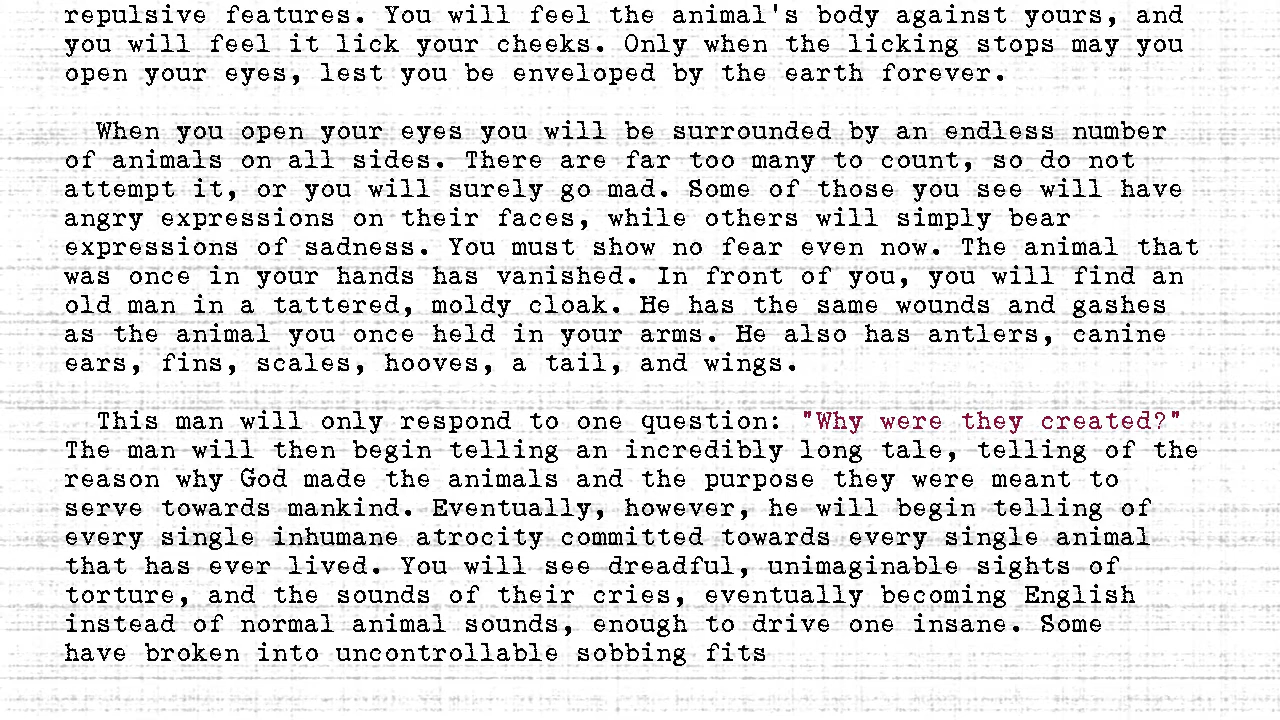 repulsive features. You will feel the animal's body against yours, and
you will feel it lick your cheeks. Only when the licking stops may you
open your eyes, lest you be enveloped by the earth forever.
When you open your eyes you will be surrounded by an endless number
of animals on all sides. There are far too many to count, so do not
attempt it, or you will surely go mad. Some of those you see will have
angry expressions on their faces, while others will simply bear
expressions of sadness. You must show no fear even now. The animal that
was once in your hands has vanished. In front of you, you will find an
old man in a tattered, moldy cloak. He has the same wounds and gashes
as the animal you once held in your arms. He also has antlers, canine
ears, fins, scales, hooves, a tail, and wings.
This man will only respond to one question: "Why were they created?"
The man will then begin telling an incredibly long tale, telling of the
reason why God made the animals and the purpose they were meant to
serve towards mankind. Eventually, however, he will begin telling of
every single inhumane atrocity committed towards every single animal
that has ever lived. You will see dreadful, unimaginable sights of
torture, and the sounds of their cries, eventually becoming English
instead of normal animal sounds, enough to drive one insane. Some
have broken into uncontrollable sobbing fits